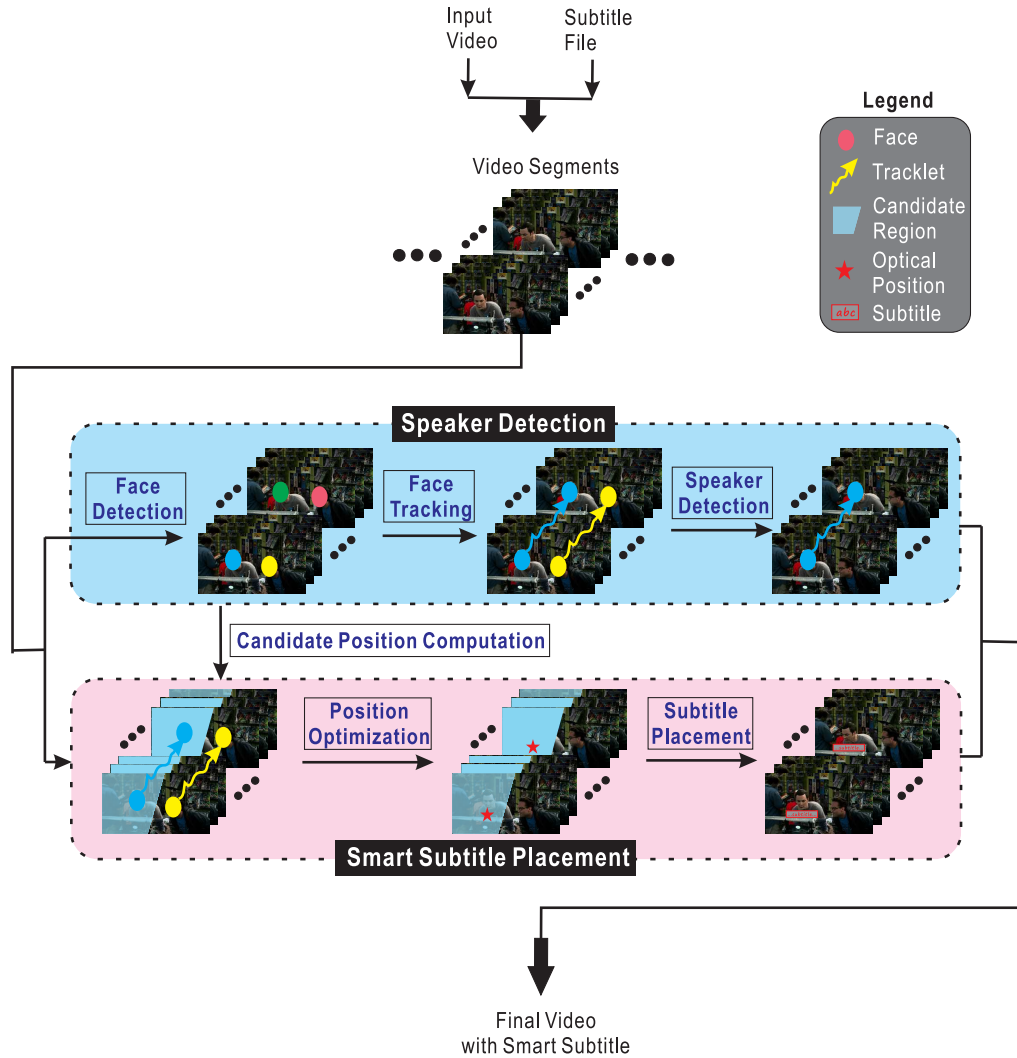 Input
Video
Subtitle
File
Legend
Face
Tracklet
Candidate
Region
Optical
Position
abc
Subtitle
Video Segments
Speaker Detection
Face
Detection
Face
Tracking
Speaker
Detection
Candidate Position Computation
Position
Optimization
Subtitle
Placement
Smart Subtitle Placement
Final Video
with Smart Subtitle